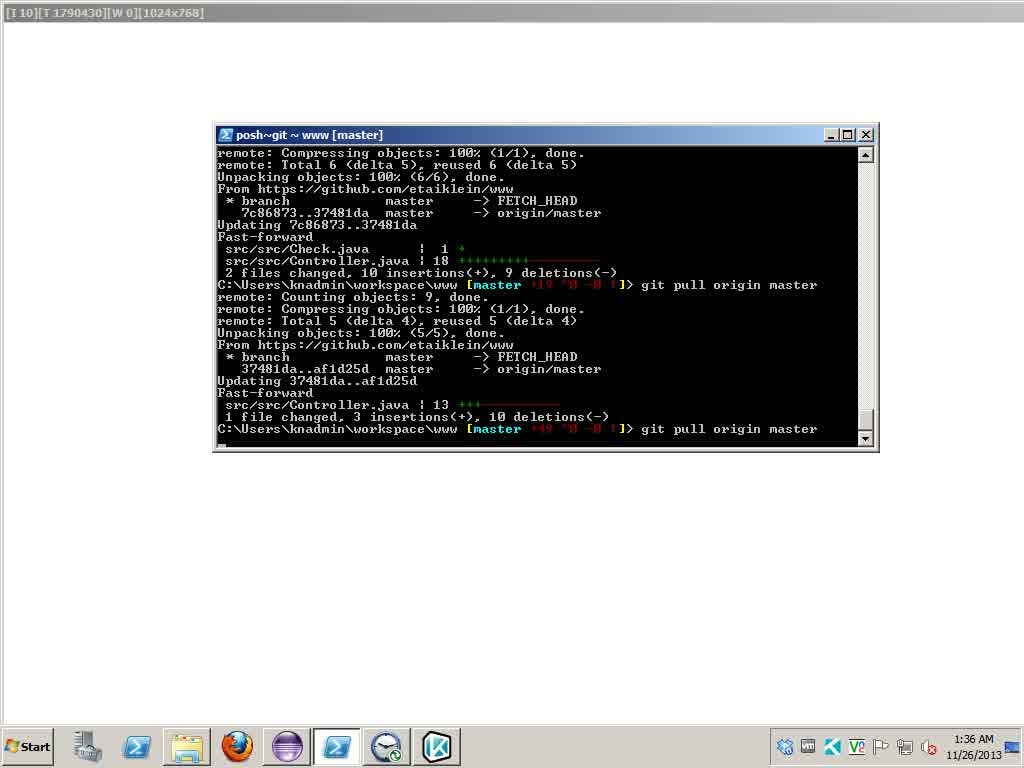 [I 10][T 1790430][W 0][1024x768]
posh~git ~ www [master]
remote: Compressing objects: 100% (1/1), done.
remote: Total 6 (delta 5), reused 6 (delta 5)
Unpacking objects: 100% (6/6), done.
From https://github.com/etaiklein/www
* branch master -> FETCH_HEAD
7c86873..37481da master -> origin/master
Updating 7c86873..37481da
Fast-forward
src/src/Check.java | 1 +
src/src/Controller.java | 18 +++++++++---------
2 files changed, 10 insertions(+), 9 deletions(-)
C:\Users\knadmin\workspace\www [master +19 ~0 -0 !]> git pull origin master
remote: Counting objects: 9, done.
remote: Compressing objects: 100% (1/1), done.
remote: Total 5 (delta 4), reused 5 (delta 4)
Unpacking objects: 100% (5/5), done.
From https://github.com/etaiklein/www
* branch master -> FETCH_HEAD
37481da..af1d25d master -> origin/master
Updating 37481da..af1d25d
Fast-forward
src/src/Controller.java | 13 +++----------
1 file changed, 3 insertions(+), 10 deletions(-)
C:\Users\knadmin\workspace\www [master +49 ~0 -0 !]> git pull origin master
Start
1:36 AM
11/26/2013